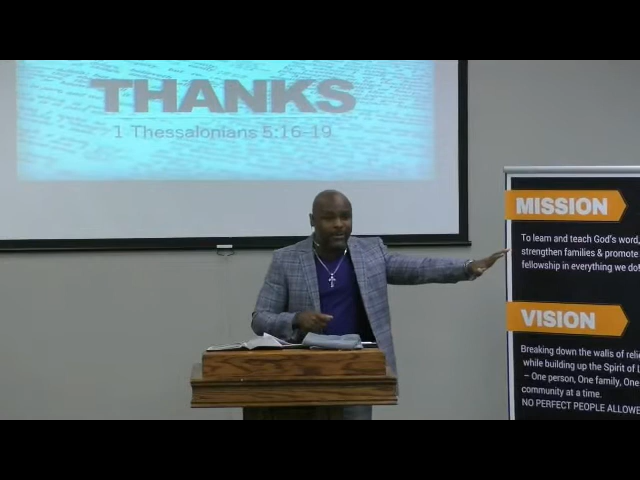 THANKS
1 Thessalonians 5:16-19
MISSION
To learn and teach God's word,
strengthen families & promote
fellowship in everything we do!
VISION
Breaking down the walls of
while building up the Spirit of
– One person, One family, One
community at a time.
NO PERFECT PEOPLE